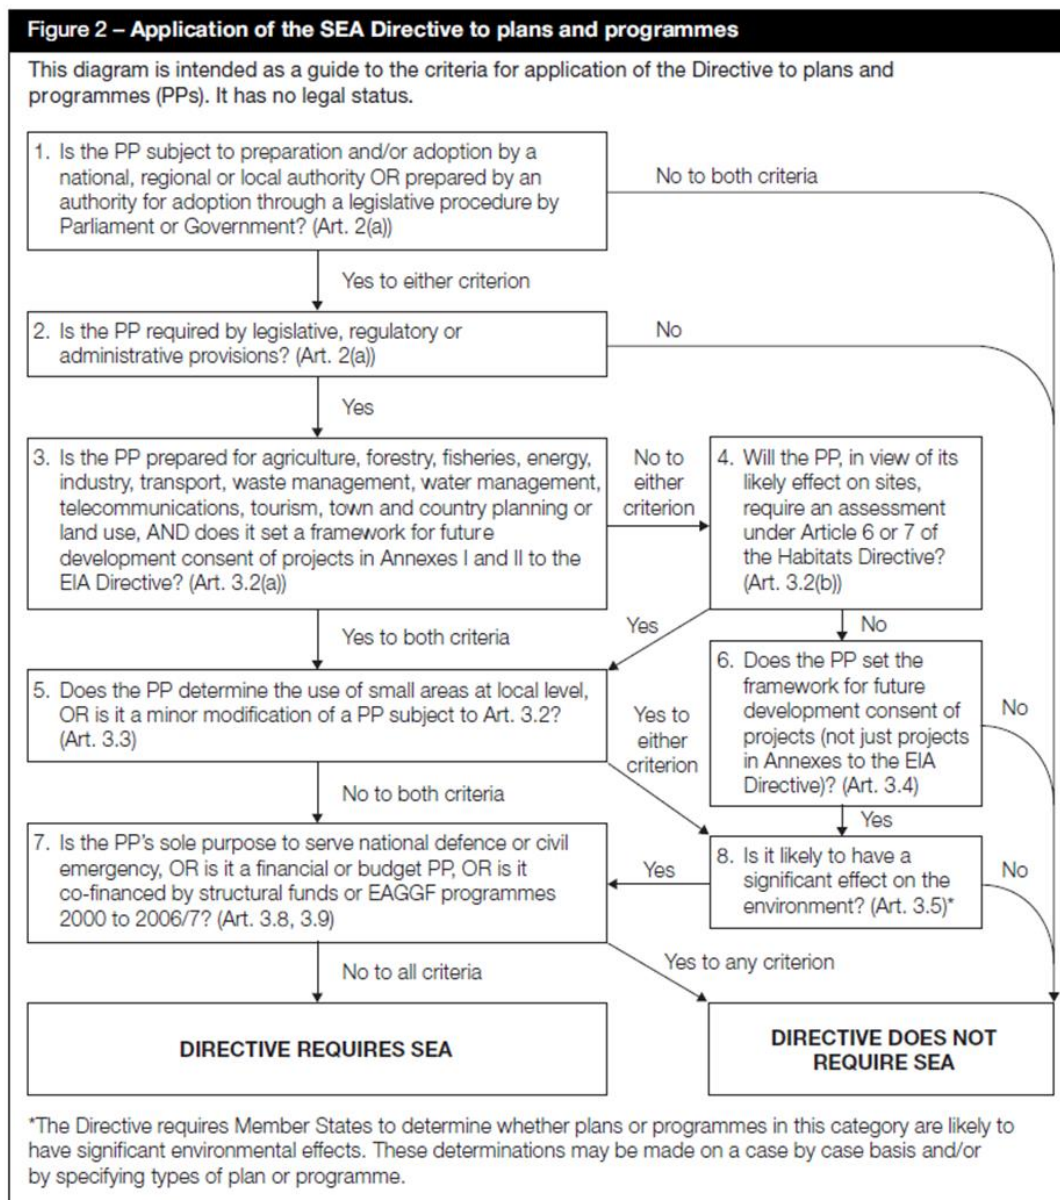 Figure 2 – Application of the SEA Directive to plans and programmes
This diagram is intended as a guide to the criteria for application of the Directive to plans and
programmes (PPs). It has no legal status.
1. Is the PP subject to preparation and/or adoption by a
national, regional or local authority OR prepared by an
authority for adoption through a legislative procedure by
Parliament or Government? (Art. 2(a))
No to both criteria
Yes to either criterion
2. Is the PP required by legislative, regulatory or
administrative provisions? (Art. 2(a))
No
Yes
3. Is the PP prepared for agriculture, forestry, fisheries, energy,
industry, transport, waste management, water management,
telecommunications, tourism, town and country planning or
land use, AND does it set a framework for future
development consent of projects in Annexes I and II to the
EIA Directive? (Art. 3.2(a))
No to
either
criterion
4. Will the PP, in view of its
likely effect on sites,
require an assessment
under Article 6 or 7 of
the Habitats Directive?
(Art. 3.2(b))
Yes to both criteria
Yes
No
5. Does the PP determine the use of small areas at local level,
OR is it a minor modification of a PP subject to Art. 3.2?
(Art. 3.3)
Yes to
either
criterion
6. Does the PP set the
framework for future
development consent of
projects (not just projects
in Annexes to the EIA
Directive)? (Art. 3.4)
No
No to both criteria
Yes
7. Is the PP's sole purpose to serve national defence or civil
emergency, OR is it a financial or budget PP, OR is it
co-financed by structural funds or EAGGF programmes
2000 to 2006/7? (Art. 3.8, 3.9)
Yes
8. Is it likely to have a
significant effect on the
environment? (Art. 3.5)*
No
No to all criteria
Yes to any criterion
DIRECTIVE REQUIRES SEA
DIRECTIVE DOES NOT
REQUIRE SEA
*The Directive requires Member States to determine whether plans or programmes in this category are likely to
have significant environmental effects. These determinations may be made on a case by case basis and/or
by specifying types of plan or programme.